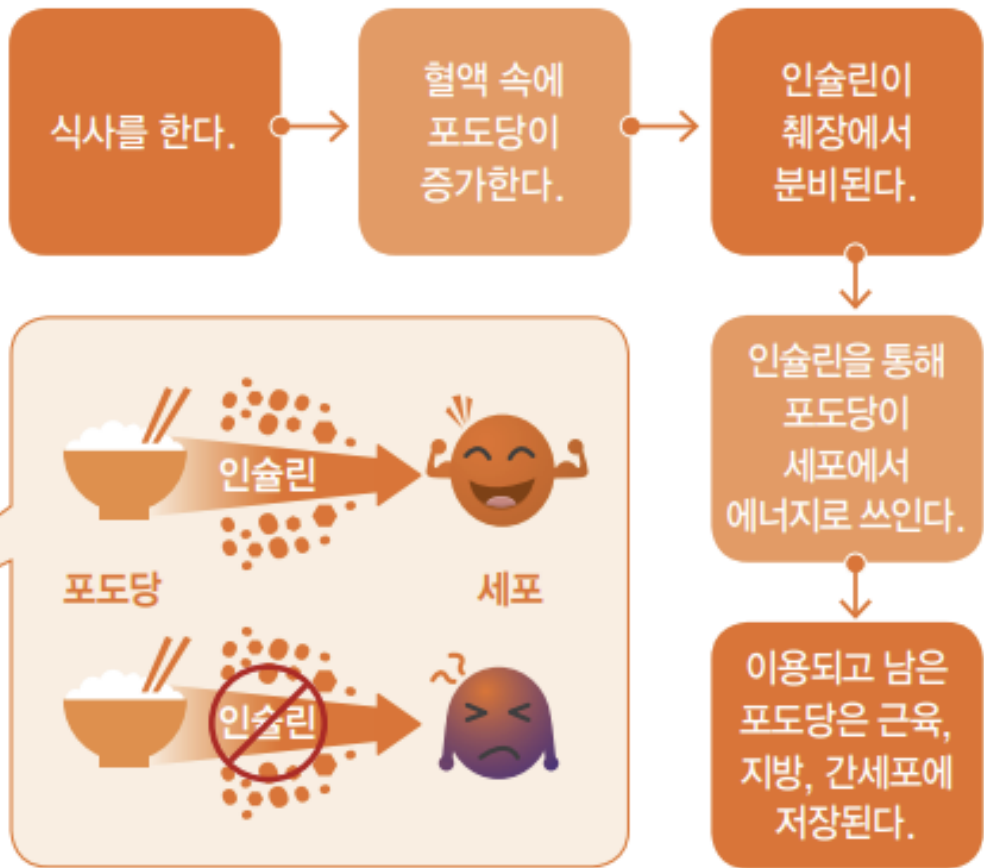 식사를 한다.
혈액 속에
포도당이
증가한다.
인슐린이
췌장에서
분비된다.
인슐린을 통해
포도당이
세포에서
에너지로 쓰인다.
이용되고 남은
포도당은 근육,
지방, 간세포에
저장된다.
인슐린
포도당
세포
인슐린